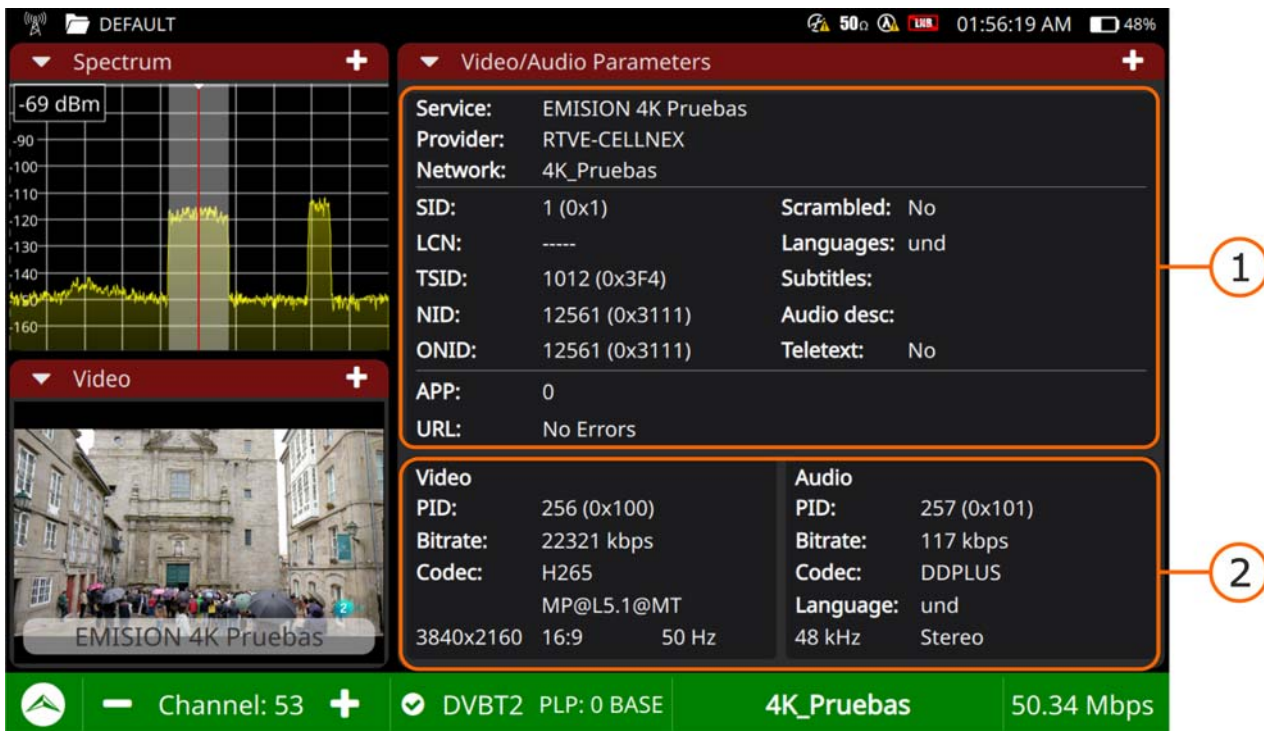 DEFAULT
50Ω LNB 01:56:19 AM 48%
Spectrum
-69 dBm
-90
-100
-110
-120
-130
-140
-150
-160
Video
2
EMISION 4K Pruebas
Video/Audio Parameters
Service: EMISION 4K Pruebas
Provider: RTVE-CELLNEX
Network: 4K_Pruebas
SID: 1 (0x1) Scrambled: No
LCN: ----- Languages: und
TSID: 1012 (0x3F4) Subtitles:
NID: 12561 (0x3111) Audio desc:
ONID: 12561 (0x3111) Teletext: No
APP: 0
URL: No Errors
1
Video
PID: 256 (0x100)
Bitrate: 22321 kbps
Codec: H265
MP@L5.1@MT
3840x2160 16:9 50 Hz
Audio
PID: 257 (0x101)
Bitrate: 117 kbps
Codec: DDPLUS
Language: und
48 kHz Stereo
2
Channel: 53 DVBT2 PLP: 0 BASE 4K_Pruebas 50.34 Mbps